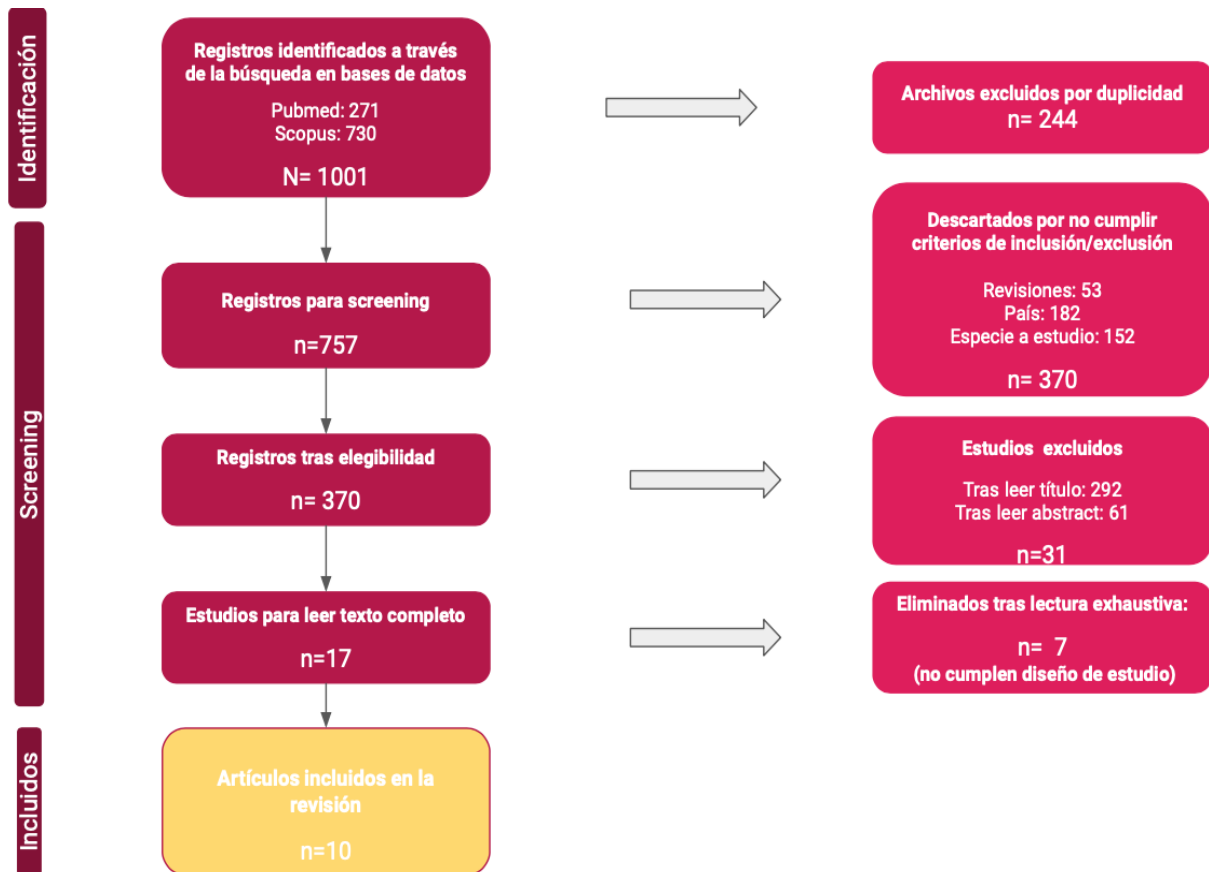 Identificación
Registros identificados a través
de la búsqueda en bases de datos
Pubmed: 271
Scopus: 730
N= 1001
Archivos excluidos por duplicidad
n= 244
Screening
Registros para screening
n=757
Descartados por no cumplir
criterios de inclusión/exclusión
Revisiones: 53
País: 182
Especie a estudio: 152
n= 370
Registros tras elegibilidad
n= 370
Estudios excluidos
Tras leer título: 292
Tras leer abstract: 61
n=31
Estudios para leer texto completo
n=17
Eliminados tras lectura exhaustiva:
n= 7
(no cumplen diseño de estudio)
Incluidos
Artículos incluidos en la
revisión
n=10